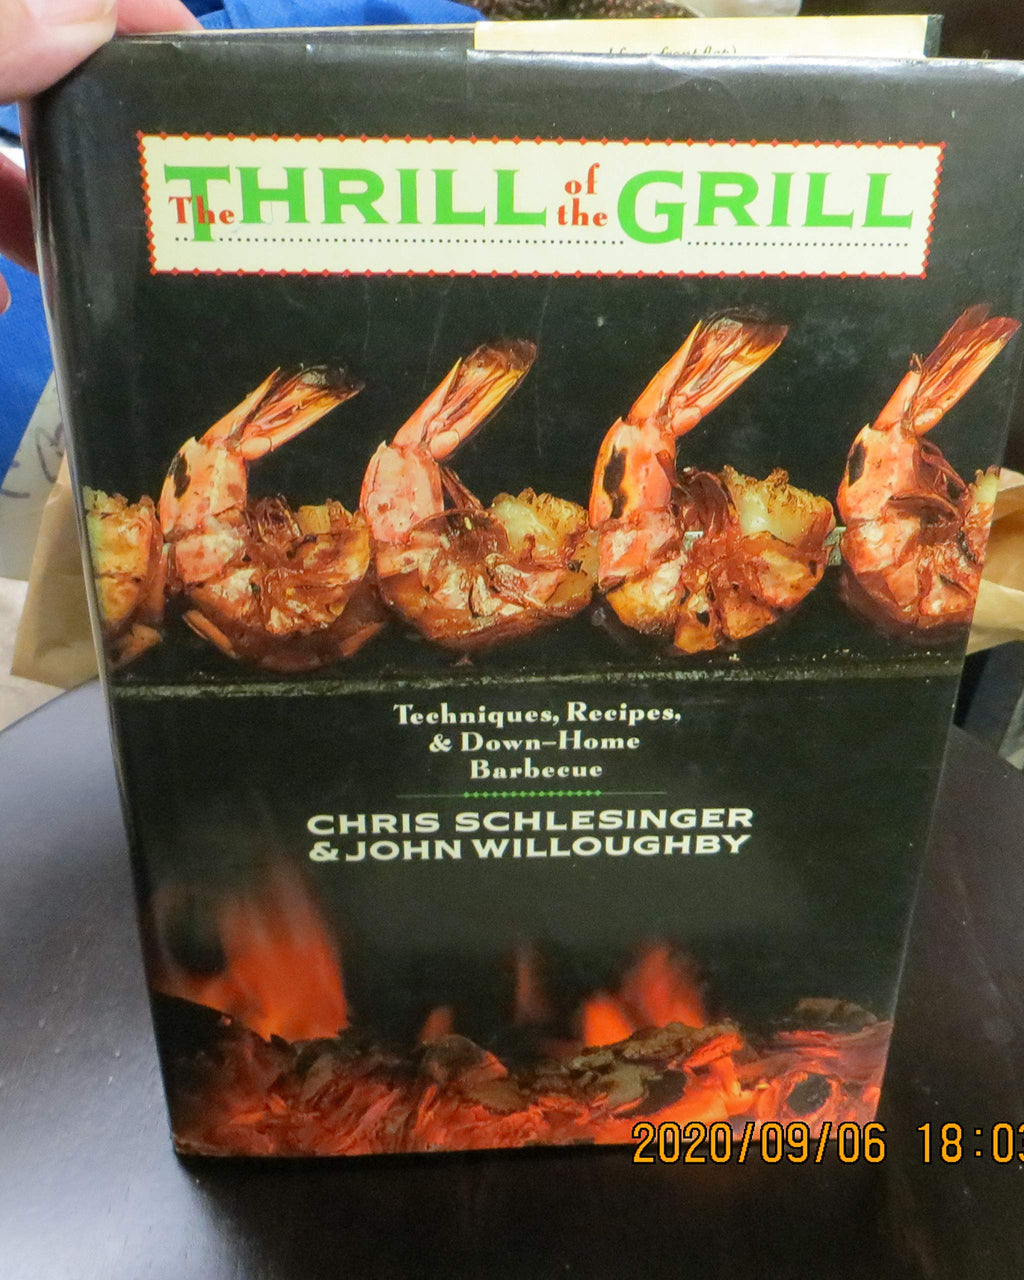 The THRILL of the GRILL
Techniques, Recipes,
& Down-Home
Barbecue
CHRIS SCHLESINGER
& JOHN WILLOUGHBY
2020/09/06 18:03